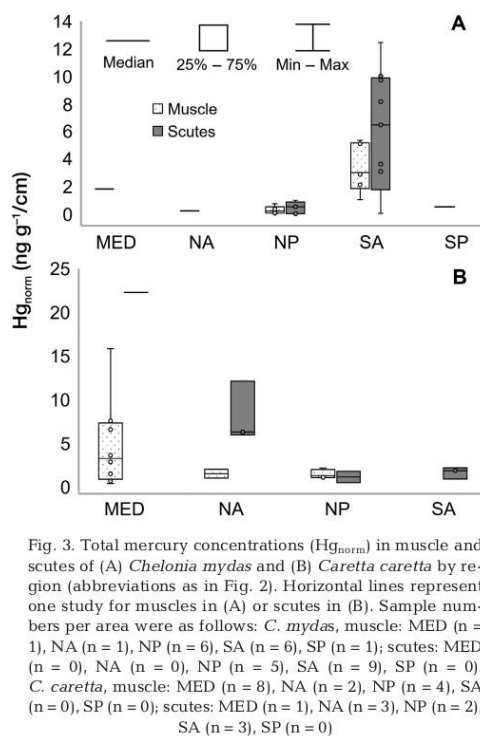 14
A
12
Median
25% – 75%
Min – Max
10
Muscle
8
Scutes
6
4
2
0
MED NA NP SA SP
Hgnorm (ng g–1/cm)
25
B
20
15
10
5
0
MED NA NP SA
Fig. 3. Total mercury concentrations (Hgnorm) in muscle and
scutes of (A) Chelonia mydas and (B) Caretta caretta by re-
gion (abbreviations as in Fig. 2). Horizontal lines represent
one study for muscles in (A) or scutes in (B). Sample num-
bers per area were as follows: C. mydas, muscle: MED (n =
1), NA (n = 1), NP (n = 6), SA (n = 6), SP (n = 1); scutes: MED
(n = 0), NA (n = 0), NP (n = 5), SA (n = 9), SP (n = 0)
C. caretta, muscle: MED (n = 8), NA (n = 2), NP (n = 4), SA
(n = 0), SP (n = 0); scutes: MED (n = 1), NA (n = 3), NP (n = 2),
SA (n = 3), SP (n = 0)